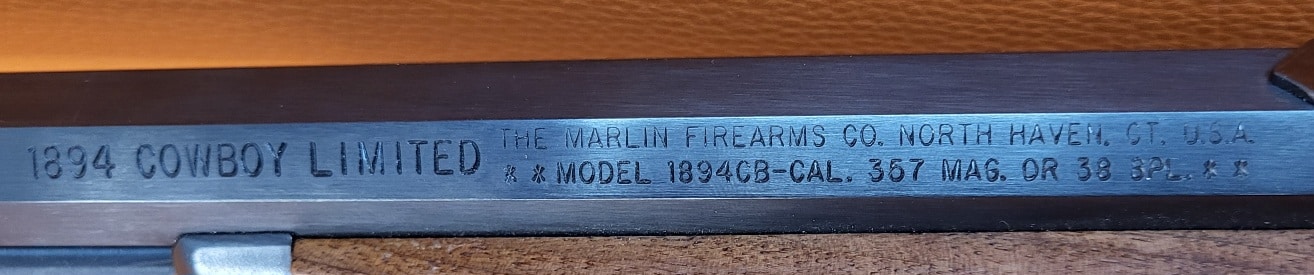 1894 COWBOY LIMITED
THE MARLIN FIREARMS CO. NORTH HAVEN, CT. U.S.A.
* * MODEL 1894CB-CAL. 357 MAG. OR 38 SPL. * *